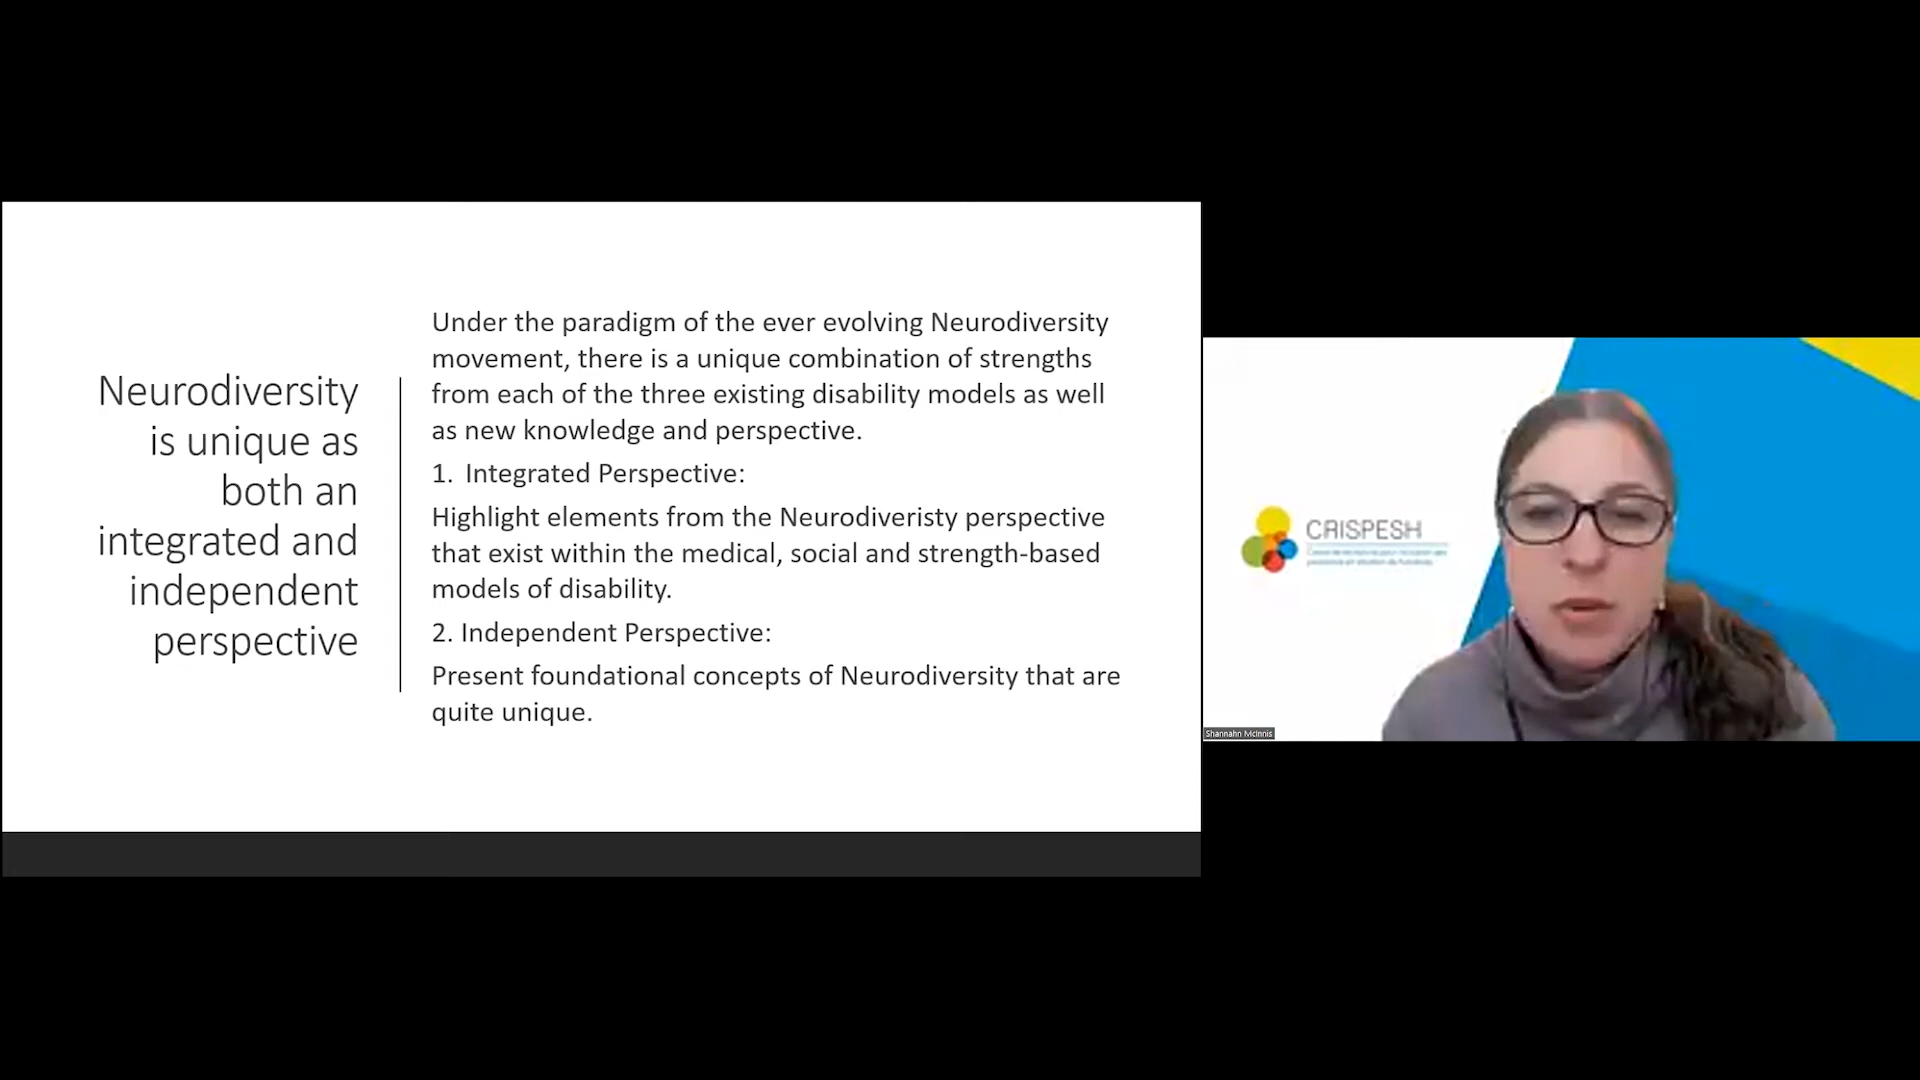 Neurodiversity
is unique as
both an
integrated and
independent
perspective
Under the paradigm of the ever evolving Neurodiversity
movement, there is a unique combination of strengths
from each of the three existing disability models as well
as new knowledge and perspective.
1. Integrated Perspective:
Highlight elements from the Neurodiveristy perspective
that exist within the medical, social and strength-based
models of disability.
2. Independent Perspective:
Present foundational concepts of Neurodiversity that are
quite unique.
CRISPESH
Shannahn McInnis